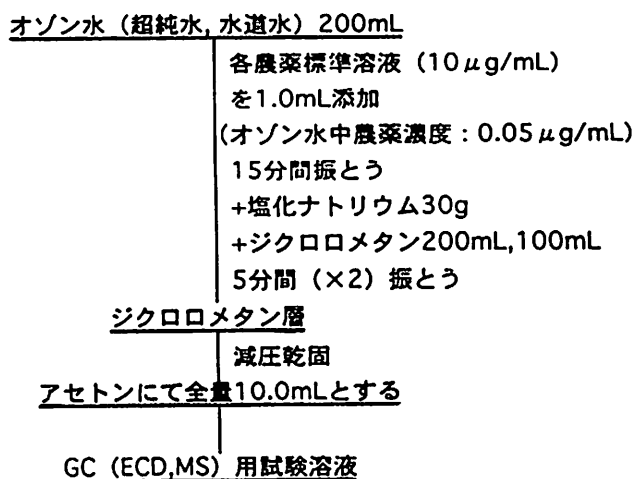 オゾン水（超純水, 水道水）200mL
各農薬標準溶液（10μg/mL）
を1.0mL添加
(オゾン水中農薬濃度：0.05μg/mL)
15分間振とう
+塩化ナトリウム30g
+ジクロロメタン200mL,100mL
5分間（×2）振とう
ジクロロメタン層
減圧乾固
アセトンにて全量10.0mLとする
GC（ECD,MS）用試験溶液